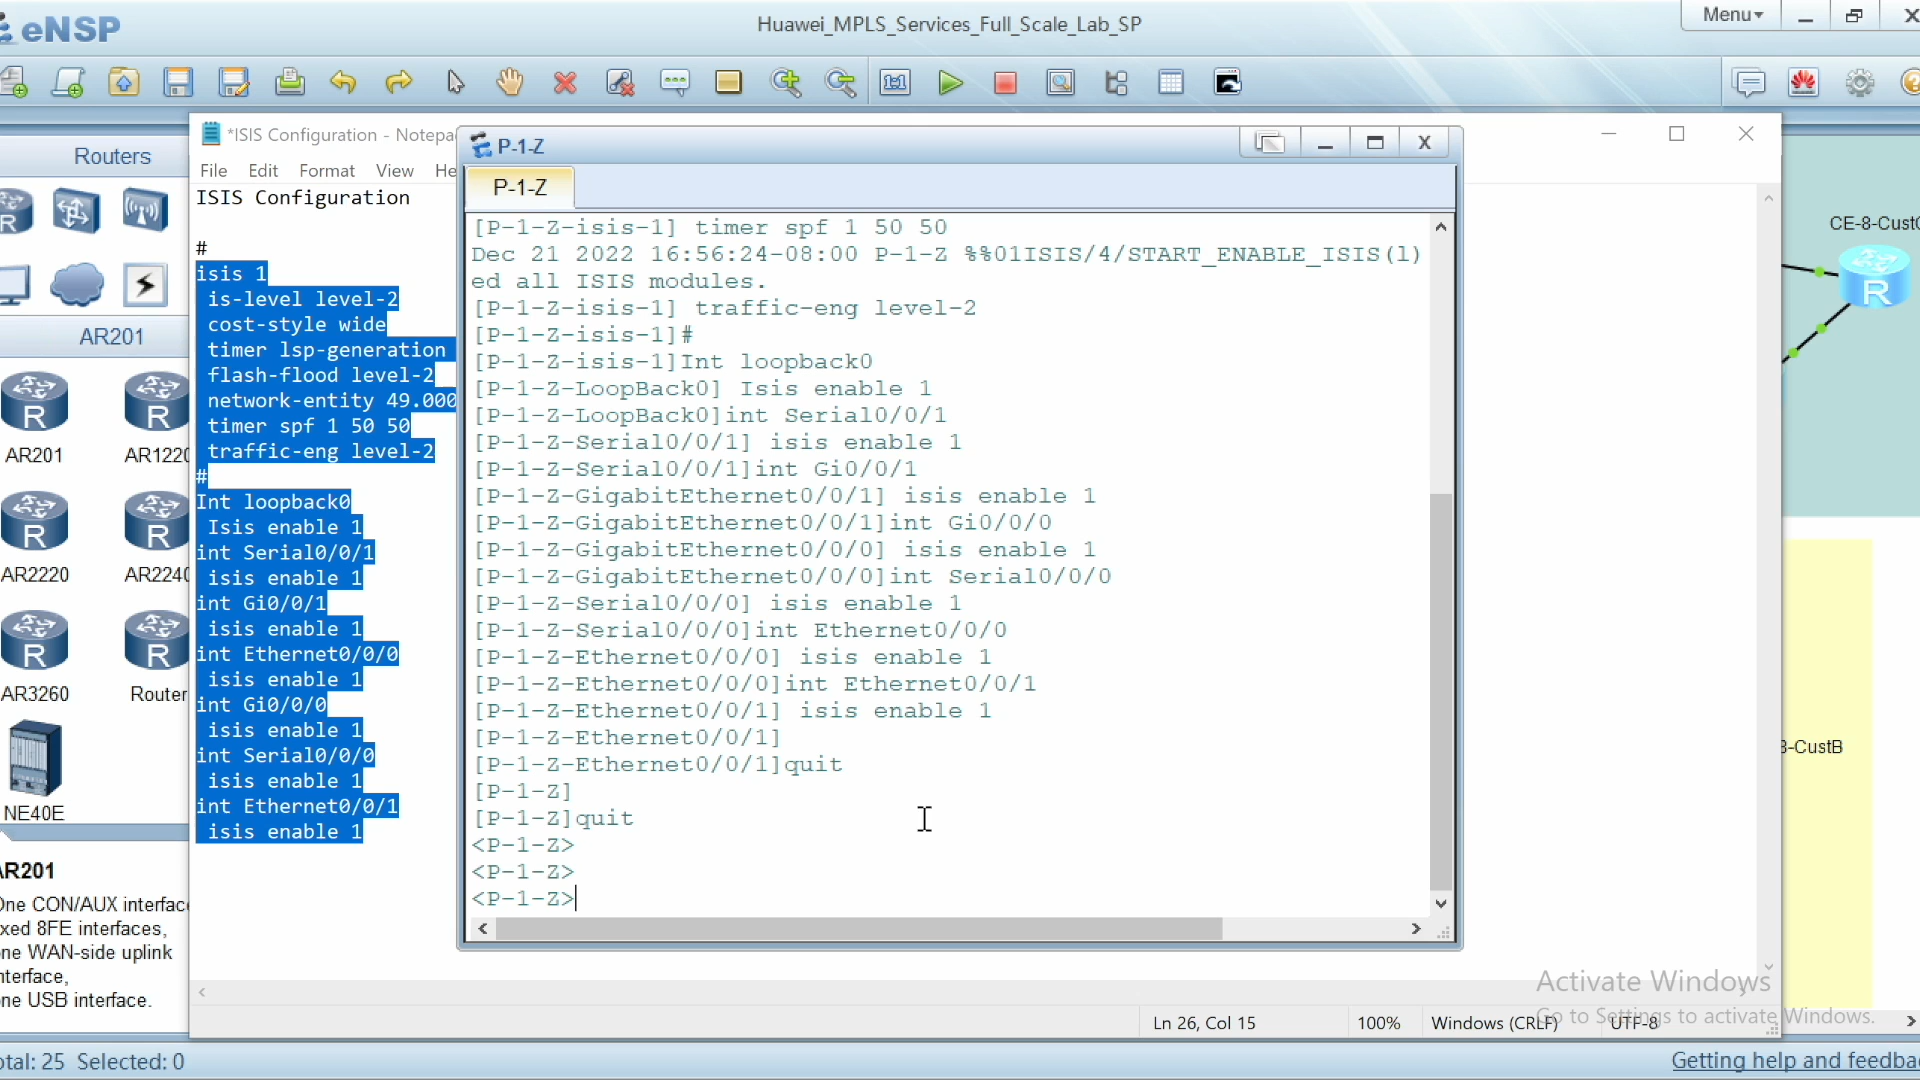 eNSP
Huawei_MPLS_Services_Full_Scale_Lab_SP
Menu
*ISIS Configuration - Notepa
File Edit Format View He
ISIS Configuration
#
isis 1
is-level level-2
cost-style wide
timer lsp-generation
flash-flood level-2
network-entity 49.000
timer spf 1 50 50
traffic-eng level-2
#
Int loopback0
Isis enable 1
int Serial0/0/1
isis enable 1
int Gi0/0/1
isis enable 1
int Ethernet0/0/0
isis enable 1
int Gi0/0/0
isis enable 1
int Serial0/0/0
isis enable 1
int Ethernet0/0/1
isis enable 1
P-1-Z
P-1-Z
[P-1-Z-isis-1] timer spf 1 50 50
Dec 21 2022 16:56:24-08:00 P-1-Z %%01ISIS/4/START_ENABLE_ISIS(l)
ed all ISIS modules.
[P-1-Z-isis-1] traffic-eng level-2
[P-1-Z-isis-1]#
[P-1-Z-isis-1]Int loopback0
[P-1-Z-LoopBack0] Isis enable 1
[P-1-Z-LoopBack0]int Serial0/0/1
[P-1-Z-Serial0/0/1] isis enable 1
[P-1-Z-Serial0/0/1]int Gi0/0/1
[P-1-Z-GigabitEthernet0/0/1] isis enable 1
[P-1-Z-GigabitEthernet0/0/1]int Gi0/0/0
[P-1-Z-GigabitEthernet0/0/0] isis enable 1
[P-1-Z-GigabitEthernet0/0/0]int Serial0/0/0
[P-1-Z-Serial0/0/0] isis enable 1
[P-1-Z-Serial0/0/0]int Ethernet0/0/0
[P-1-Z-Ethernet0/0/0] isis enable 1
[P-1-Z-Ethernet0/0/0]int Ethernet0/0/1
[P-1-Z-Ethernet0/0/1] isis enable 1
[P-1-Z-Ethernet0/0/1]
[P-1-Z-Ethernet0/0/1]quit
[P-1-Z]
[P-1-Z]quit
<P-1-Z>
<P-1-Z>
<P-1-Z>
Routers
AR201
AR201 AR1220
AR2220 AR2240
AR3260 Router
NE40E
AR201
One CON/AUX interfac
xed 8FE interfaces,
ne WAN-side uplink
nterface,
ne USB interface.
CE-8-Cust
3-CustB
Activate Windows
Go to Settings to activate Windows.
Ln 26, Col 15
100%
Windows (CRLF)
UTF-8
otal: 25 Selected: 0
Getting help and feedba